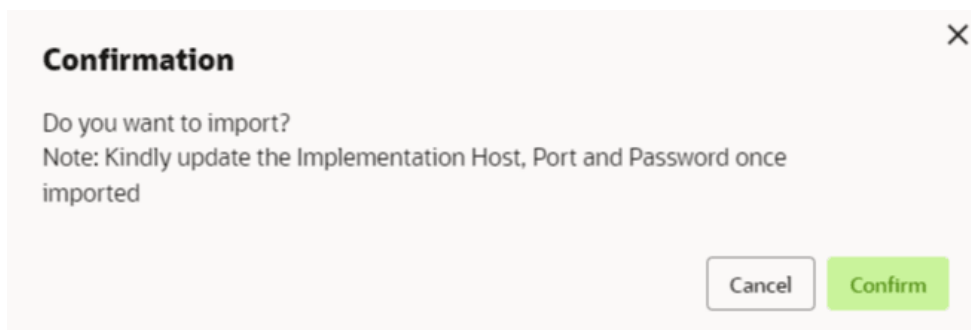 Confirmation
Do you want to import?
Note: Kindly update the Implementation Host, Port and Password once
imported
Cancel
Confirm